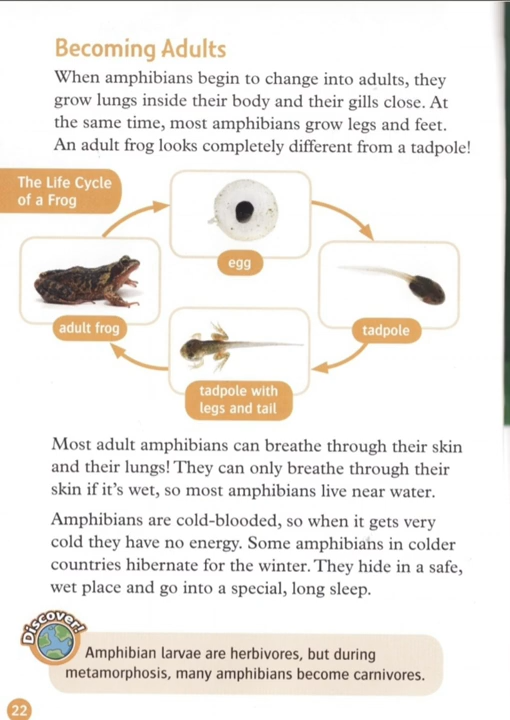 Becoming Adults
When amphibians begin to change into adults, they
grow lungs inside their body and their gills close. At
the same time, most amphibians grow legs and feet.
An adult frog looks completely different from a tadpole!
The Life Cycle
of a Frog
egg
adult frog
tadpole
tadpole with
legs and tail
Most adult amphibians can breathe through their skin
and their lungs! They can only breathe through their
skin if it's wet, so most amphibians live near water.
Amphibians are cold-blooded, so when it gets very
cold they have no energy. Some amphibians in colder
countries hibernate for the winter. They hide in a safe,
wet place and go into a special, long sleep.
Discover!
Amphibian larvae are herbivores, but during
metamorphosis, many amphibians become carnivores.
22